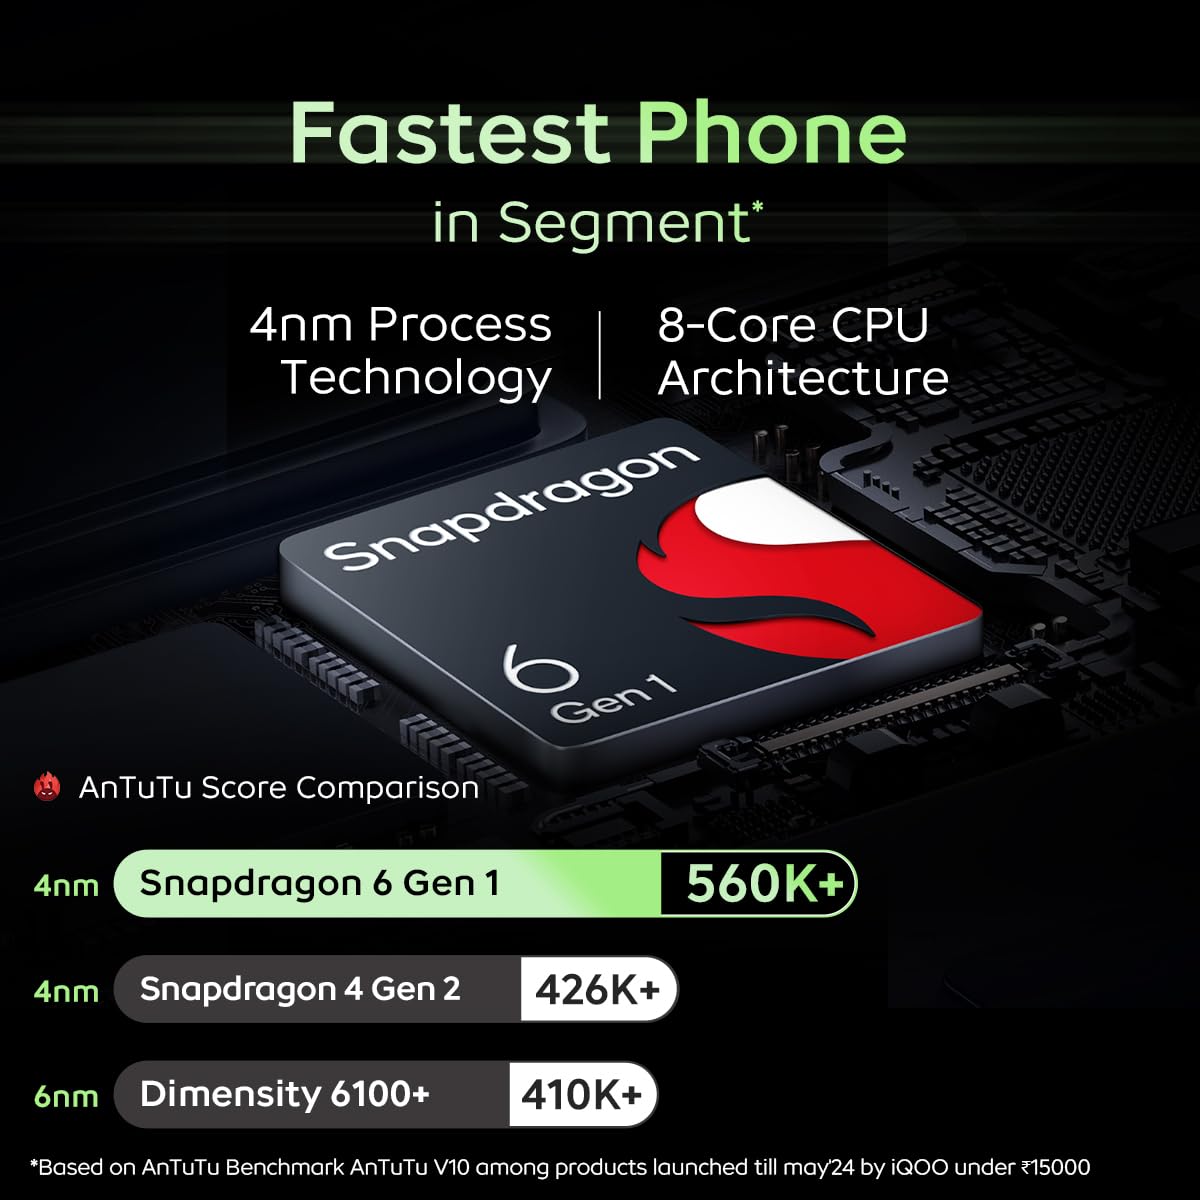 Fastest Phone
in Segment*
4nm Process
Technology
8-Core CPU
Architecture
Snapdragon
6
Gen 1
AnTuTu Score Comparison
4nm Snapdragon 6 Gen 1 560K+
4nm Snapdragon 4 Gen 2 426K+
6nm Dimensity 6100+ 410K+
*Based on AnTuTu Benchmark AnTuTu V10 among products launched till may'24 by iQOO under ₹15000